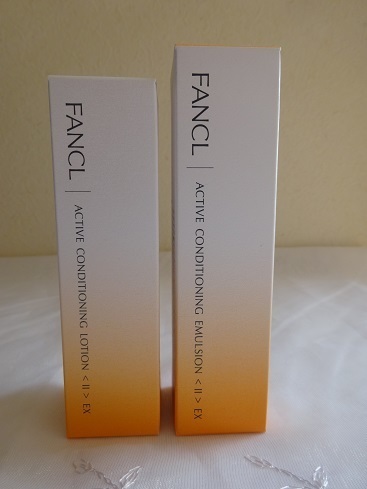 FANCL | ACTIVE CONDITIONING LOTION < II > EX
FANCL | ACTIVE CONDITIONING EMULSION < II > EX